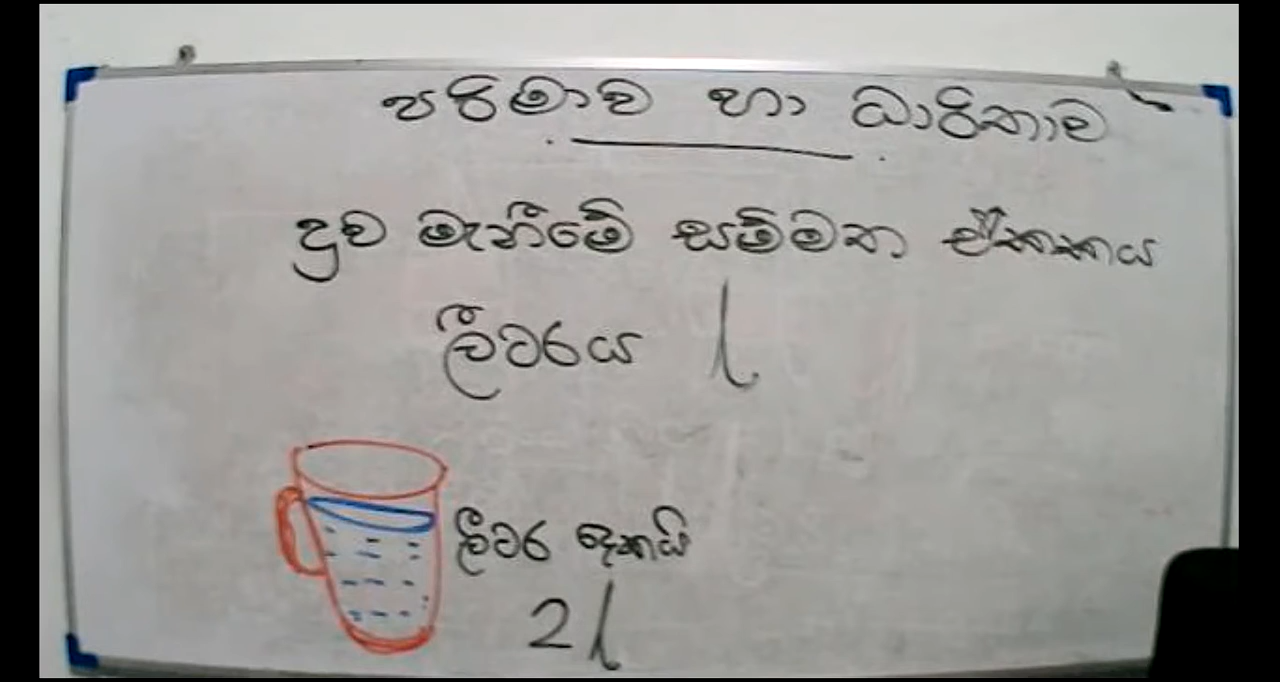 පරිමාව හා ධාරිතාව
ද්‍රව මැනීමේ සම්මත ඒකකය
ලීටරය l
ලීටර දෙකයි
2l